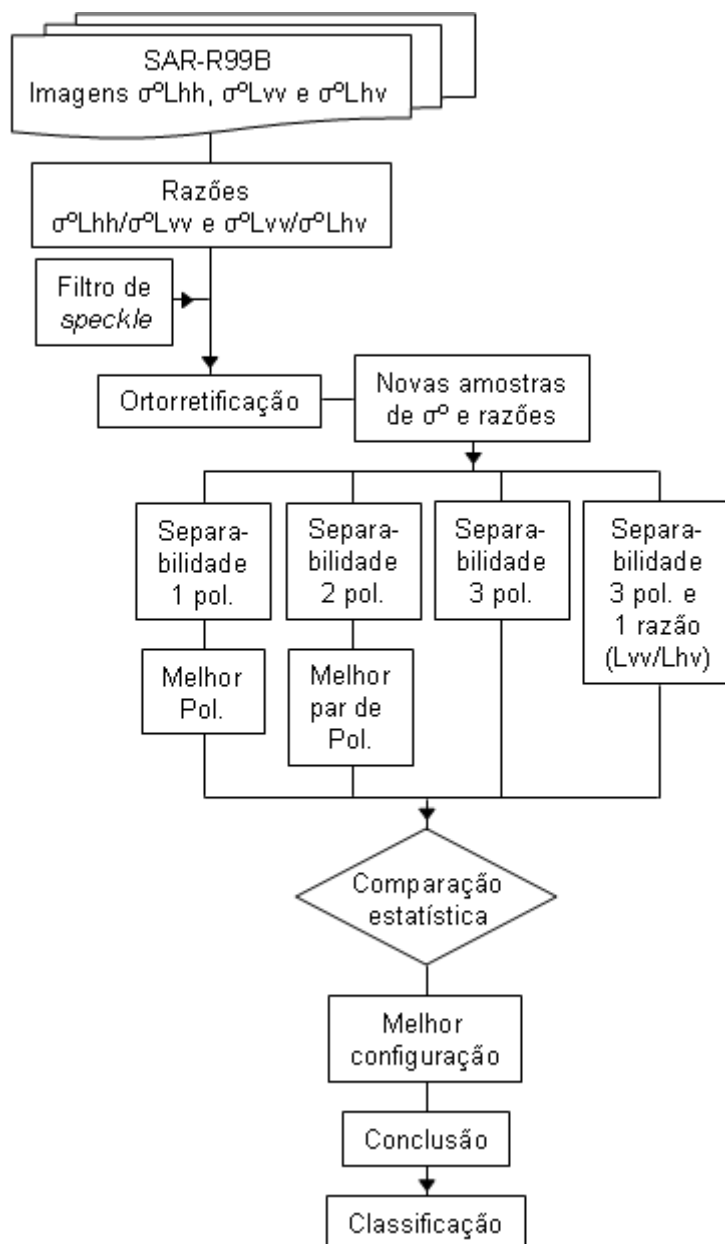 SAR-R99B
Imagens σºLhh, σºLvv e σºLhv
Razões
σºLhh/σºLvv e σºLvv/σºLhv
Filtro de
speckle
Ortorretificação
Novas amostras
de σº e razões
Separa-
bilidade
1 pol.
Separa-
bilidade
2 pol.
Separa-
bilidade
3 pol.
Separa-
bilidade
3 pol. e
1 razão
(Lvv/Lhv)
Melhor
Pol.
Melhor
par de
Pol.
Comparação
estatística
Melhor
configuração
Conclusão
Classificação